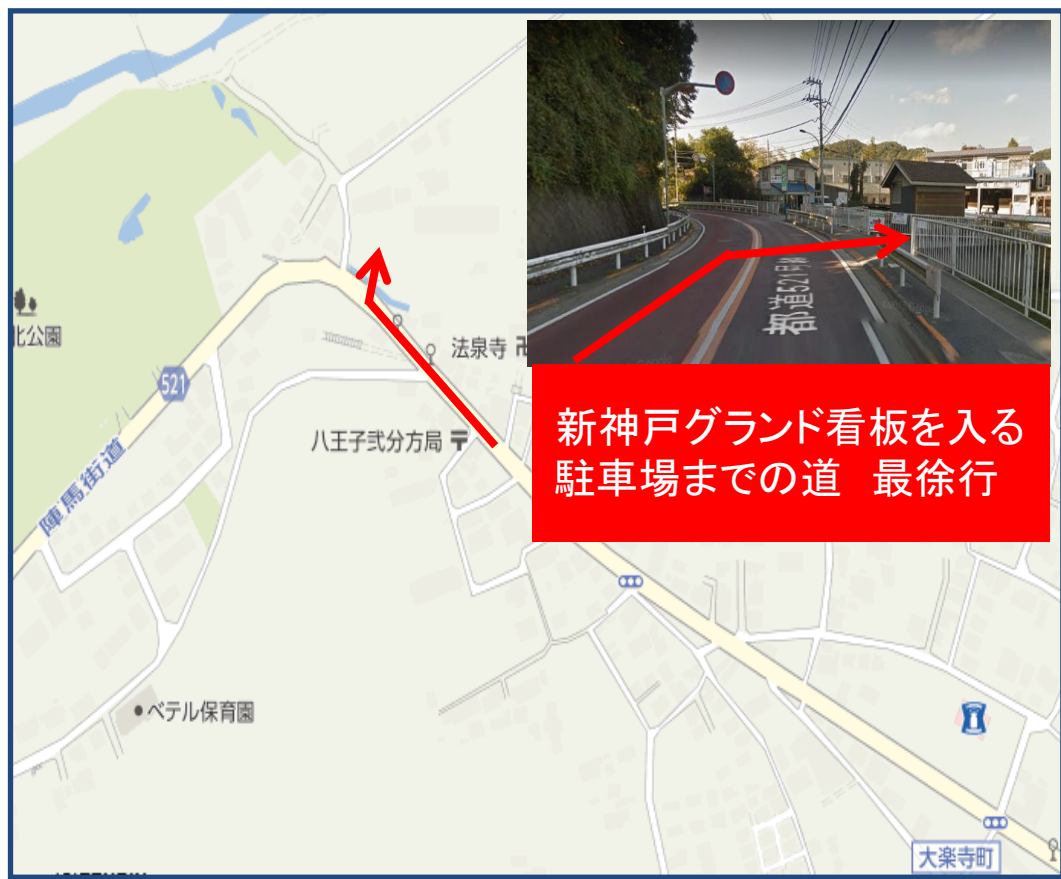 都道521号線
新神戸グランド看板を入る
駐車場までの道　最徐行
北公園
法泉寺
521
八王子弐分方局
陣馬街道
ベテル保育園
大楽寺町